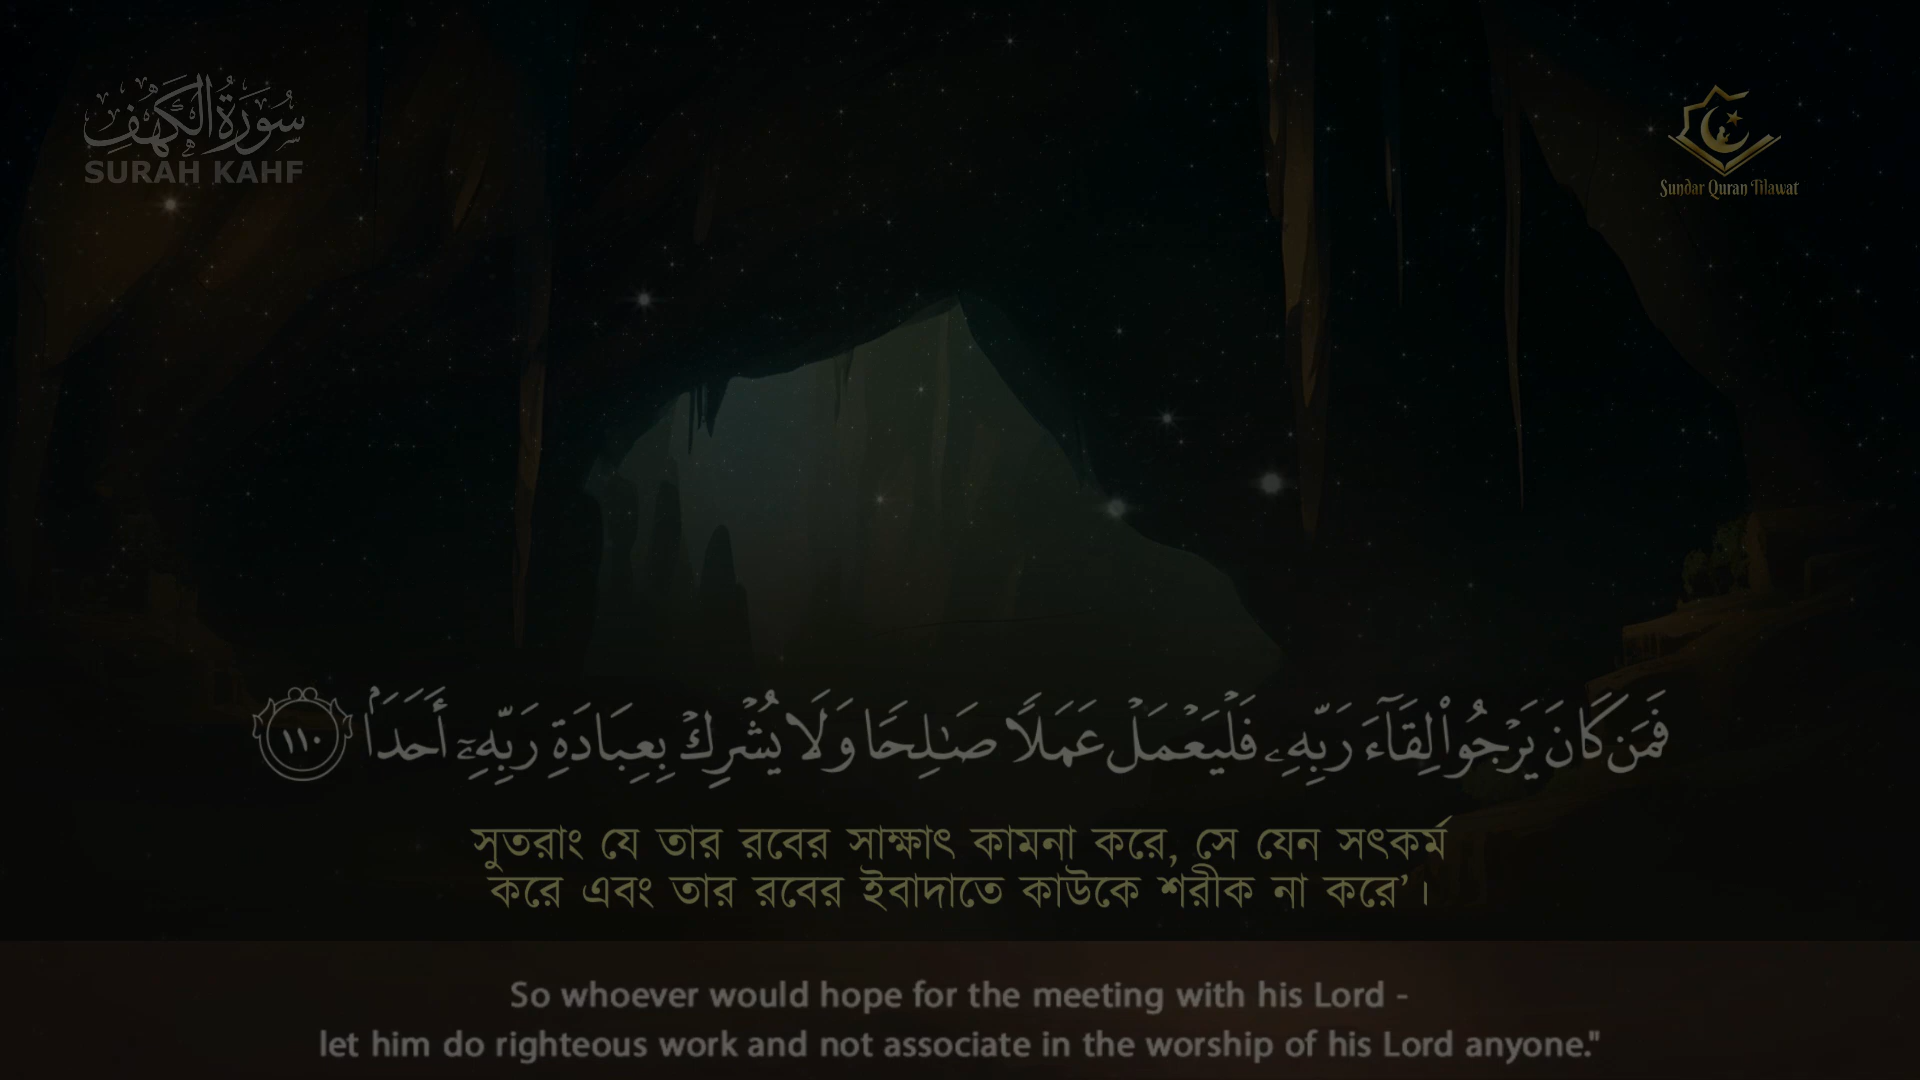 سُورَةُ الْكَهْفِ
SURAH KAHF
Sundar Quran Tilawat
فَمَن كَانَ يَرْجُوا۟ لِقَآءَ رَبِّهِۦ فَلْيَعْمَلْ عَمَلًا صَـٰلِحًا وَلَا يُشْرِكْ بِعِبَادَةِ رَبِّهِۦٓ أَحَدًۢا ١١٠
সুতরাং যে তার রবের সাক্ষাৎ কামনা করে, সে যেন সৎকর্ম
করে এবং তার রবের ইবাদাতে কাউকে শরীক না করে’।
So whoever would hope for the meeting with his Lord -
let him do righteous work and not associate in the worship of his Lord anyone."